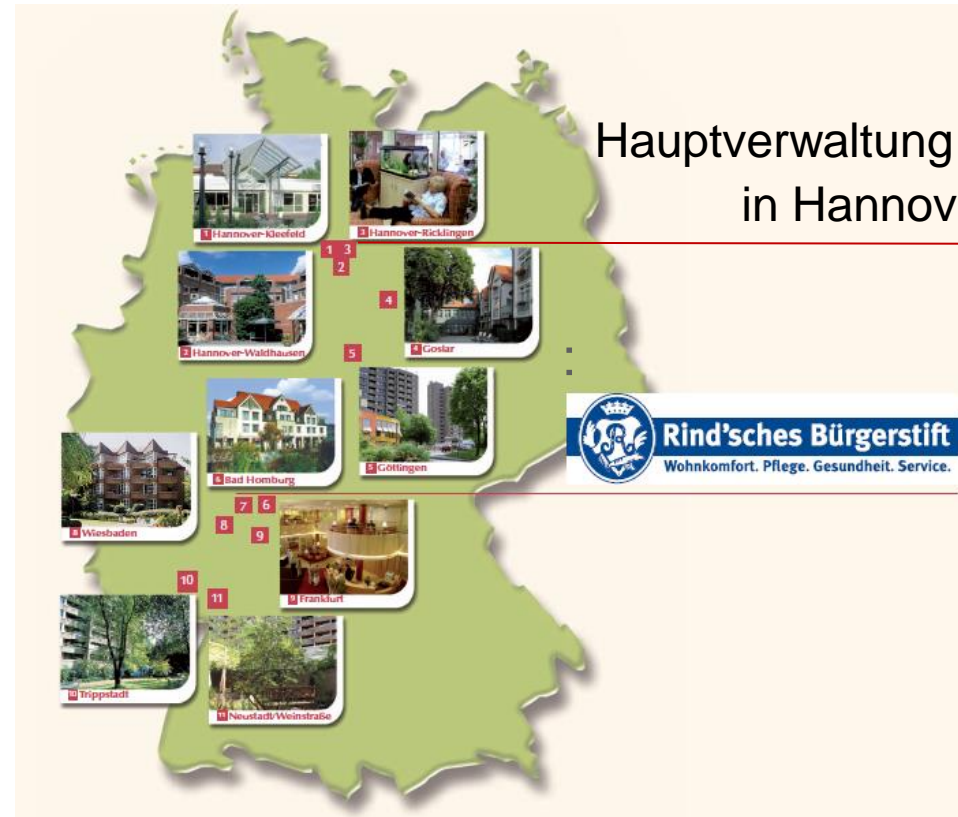 Hauptverwaltung
in Hannov
1 Hannover-Kleefeld
3 Hannover-Ricklingen
1 3
2
2 Hannover-Waldhausen
4
4 Goslar
5
6 Bad Homburg
5 Göttingen
Rind'sches Bürgerstift
Wohnkomfort. Pflege. Gesundheit. Service.
8 Wiesbaden
7 6
8
9
9 Frankfurt
10
11
10 Trippstadt
11 Neustadt/Weinstraße